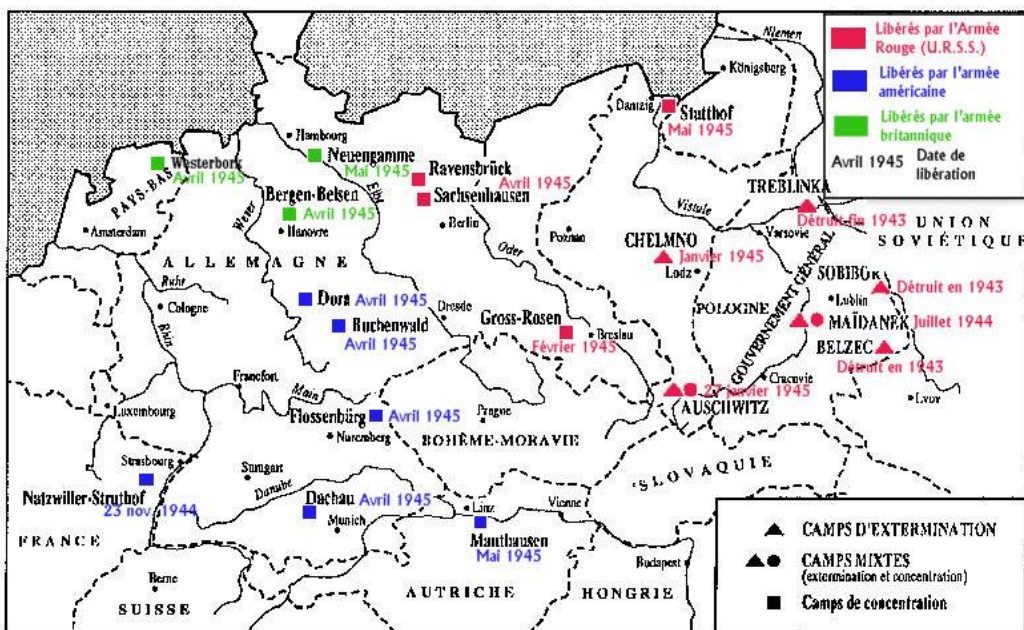 Libérés par l'Armée
Rouge (U.R.S.S.)
Libérés par l'armée
américaine
Libérés par l'armée
britannique
Avril 1945 Date de
libération
Niemen
Königsberg
Dantzig
Statthof
Mai 1945
Hambourg
Neuengamme
Mai 1945
Westerbork
Avril 1945
PAYS-BAS
Amsterdam
Ravensbrück
Avril 1945
Sachsenhausen
Berlin
Bergen-Belsen
Avril 1945
Hanovre
Weser
Elbe
Oder
Poznan
Vistule
TREBLINKA
Détruit fin 1943
Varsovie
UNION
SOVIÉTIQUE
CHELMNO
Janvier 1945
Lodz
ALLEMAGNE
Ruhr
Cologne
Rhin
Dora Avril 1945
Buchenwald
Avril 1945
Dresde
Gross-Rosen
Février 1945
Breslau
POLOGNE
GOUVERNEMENT GÉNÉRAL
SOBIBOR
Détruit en 1943
Lublin
MAÏDANEK Juillet 1944
BELZEC
Détruit en 1943
Cracovie
Lvov
27 janvier 1945
AUSCHWITZ
Francfort
Main
Luxembourg
Flossenbürg Avril 1945
Nuremberg
Prague
BOHÊME-MORAVIE
SLOVAQUIE
Strasbourg
Natzwiller-Struthof
23 nov. 1944
Stuttgart
Danube
Dachau Avril 1945
Munich
Linz
Vienne
Mauthausen
Mai 1945
Budapest
FRANCE
Berne
SUISSE
AUTRICHE
HONGRIE
CAMPS D'EXTERMINATION
CAMPS MIXTES
(extermination et concentration)
Camps de concentration